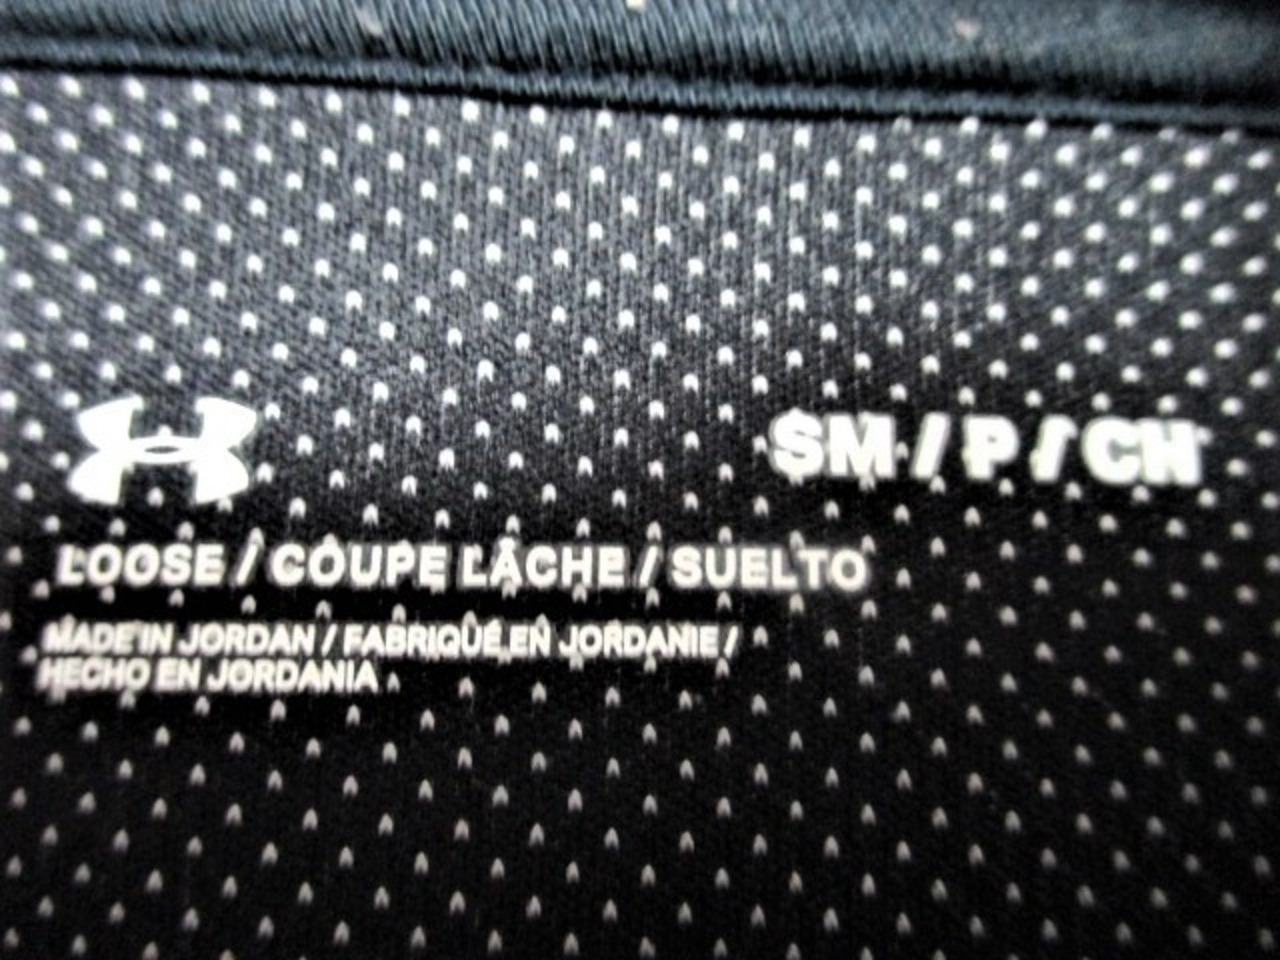 SM / P / CH
LOOSE / COUPE LÂCHE / SUELTO
MADE IN JORDAN / FABRIQUÉ EN JORDANIE /
HECHO EN JORDANIA